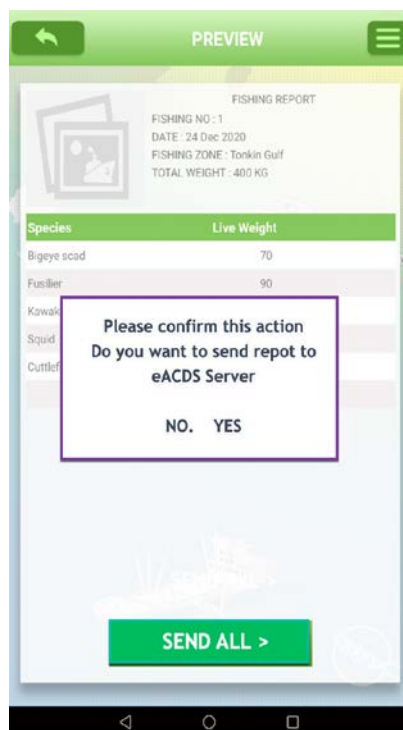 PREVIEW
FISHING REPORT
FISHING NO : 1
DATE : 24 Dec 2020
FISHING ZONE : Tonkin Gulf
TOTAL WEIGHT : 400 KG
Species Live Weight
Bigeye scad 70
Fusilier 90
Kawak
Squid
Cuttlef
Please confirm this action
Do you want to send repot to
eACDS Server
NO. YES
SEND ALL >